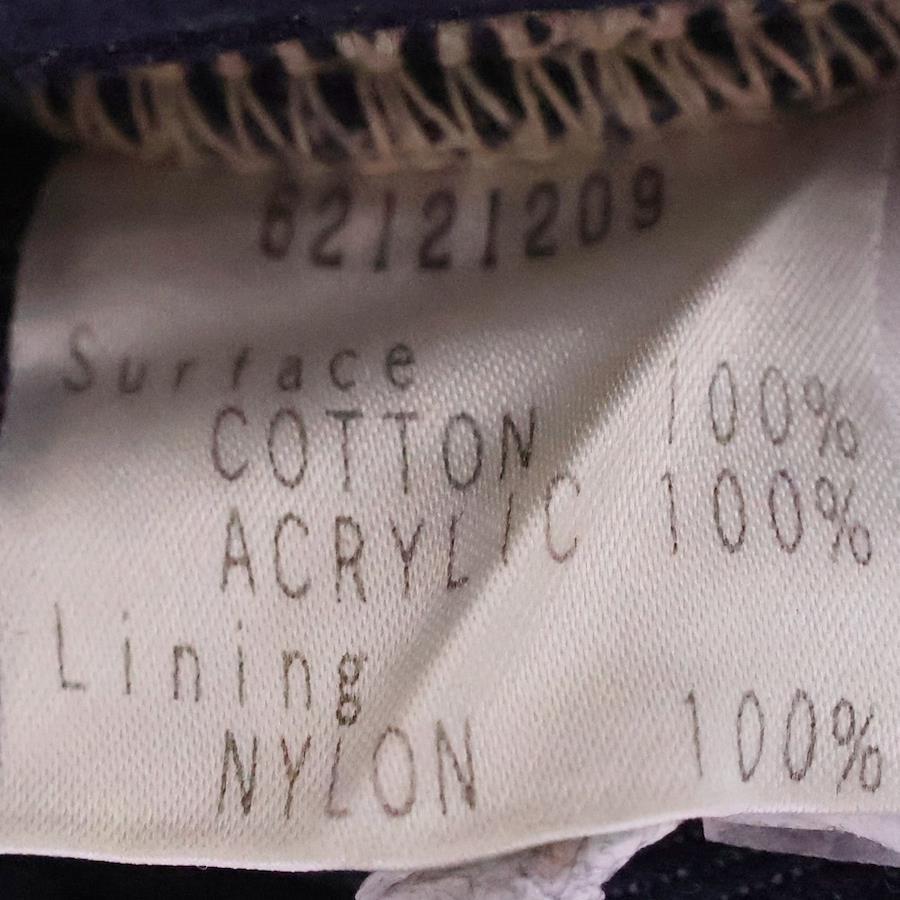 62121209
Surface
COTTON 100%
ACRYLIC 100%
Lining
NYLON 100%